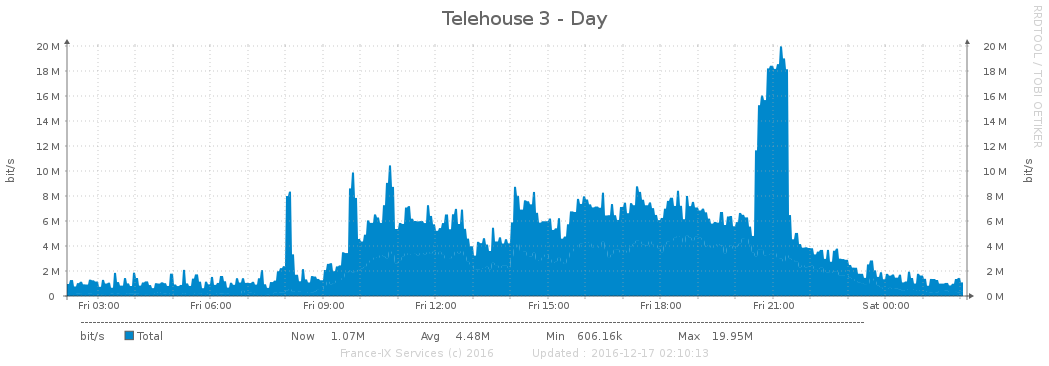 Telehouse 3 - Day
RRDTOOL / TOBI OETIKER
bit/s
20 M 20 M
18 M 18 M
16 M 16 M
14 M 14 M
12 M 12 M
10 M 10 M
8 M 8 M
6 M 6 M
4 M 4 M
2 M 2 M
0 0 M
bit/s
Fri 03:00 Fri 06:00 Fri 09:00 Fri 12:00 Fri 15:00 Fri 18:00 Fri 21:00 Sat 00:00
bit/s Total Now 1.07M Avg 4.48M Min 606.16k Max 19.95M
France-IX Services (c) 2016 Updated : 2016-12-17 02:10:13